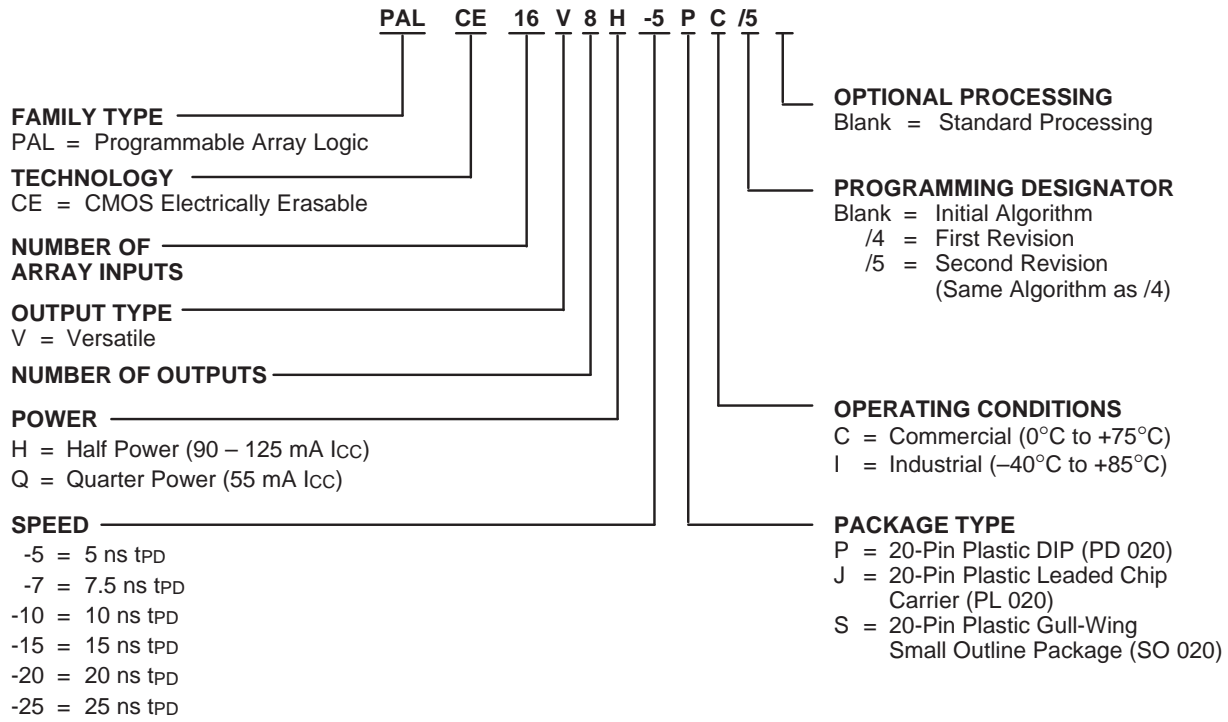 PAL CE 16 V 8 H -5 P C /5
FAMILY TYPE
PAL = Programmable Array Logic
TECHNOLOGY
CE = CMOS Electrically Erasable
NUMBER OF
ARRAY INPUTS
OUTPUT TYPE
V = Versatile
NUMBER OF OUTPUTS
POWER
H = Half Power (90 – 125 mA ICC)
Q = Quarter Power (55 mA ICC)
SPEED
-5 = 5 ns tPD
-7 = 7.5 ns tPD
-10 = 10 ns tPD
-15 = 15 ns tPD
-20 = 20 ns tPD
-25 = 25 ns tPD
OPTIONAL PROCESSING
Blank = Standard Processing
PROGRAMMING DESIGNATOR
Blank = Initial Algorithm
/4 = First Revision
/5 = Second Revision
(Same Algorithm as /4)
OPERATING CONDITIONS
C = Commercial (0°C to +75°C)
I = Industrial (–40°C to +85°C)
PACKAGE TYPE
P = 20-Pin Plastic DIP (PD 020)
J = 20-Pin Plastic Leaded Chip
Carrier (PL 020)
S = 20-Pin Plastic Gull-Wing
Small Outline Package (SO 020)